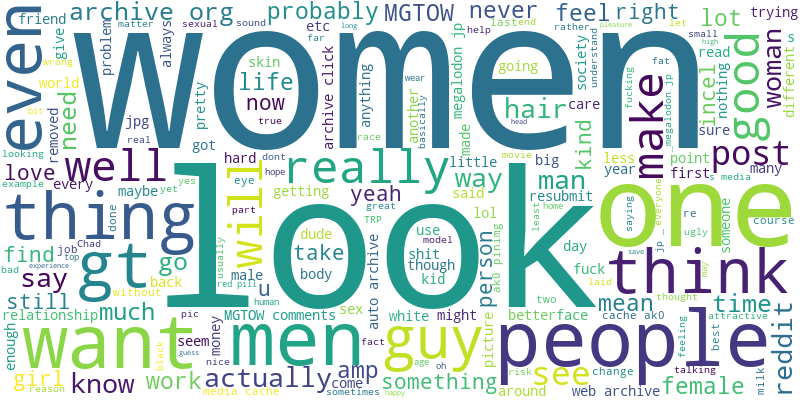 friend
archive org
probably
MGTOW
never
feel
right
trying
give
problem
always
etc
society
lot
read
s
even
women
good
woman
different
wrong
world
need
removed
jpg
pretty
got
life
now
skin
true
archive click
anything
another
basically
megalodon jp
made
going
hair
kind
care
make
incel
sure
nothing
fucking
looking
example
love
well
every
maybe
yet
yes
hard
eye
getting
really
yeah
little
way
said
big
man
resubmit
less
year
point
first
post
many
thing
look
one
will
find
job
bad
gt
Chad
top
go
back
male
u
dude
take
body
TRP
use
shit
though
kid
model
lol
person
ako pinimg
day
fuck
two
think
say
still
much
relationship
without
usually
red pill
human
sex
auto archive
white
might
mean
time
reddit
want
men
guy
people
enough
girl
reason
know
work
black
seem
money
nice
guess
MGTOW comments
actually
media cache
pic
fact
age
oh
amp
come
sometimes
happy
something
picture
betterface
cache ak0
see
risk
change
around
web archive
feeling
best
talking
female
attractive
milk
may
thought
laid
ugly
someone
course
media
saying
jp _ everyone
_ megalodon jp
save
home
least
experience
done
part
hope
dont
race
sexual
sound
matter
far
long
help
wear
lastend
rather
understand
let
small
high
fat
pleasure
movie
head
great
real
bit
re